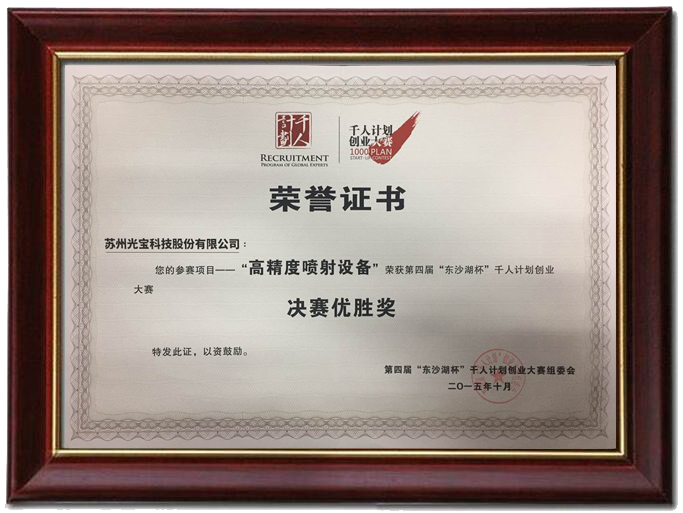 千人计划
RECRUITMENT
PROGRAM OF GLOBAL EXPERTS
千人计划
创业大赛
1000 PLAN
START-UP CONTEST
荣誉证书
苏州光宝科技股份有限公司：
您的参赛项目——“高精度喷射设备”荣获第四届“东沙湖杯”千人计划创业
大赛
决赛优胜奖
特发此证，以资鼓励。
第四届“东沙湖杯”千人计划创业大赛组委会
二〇一五年十月